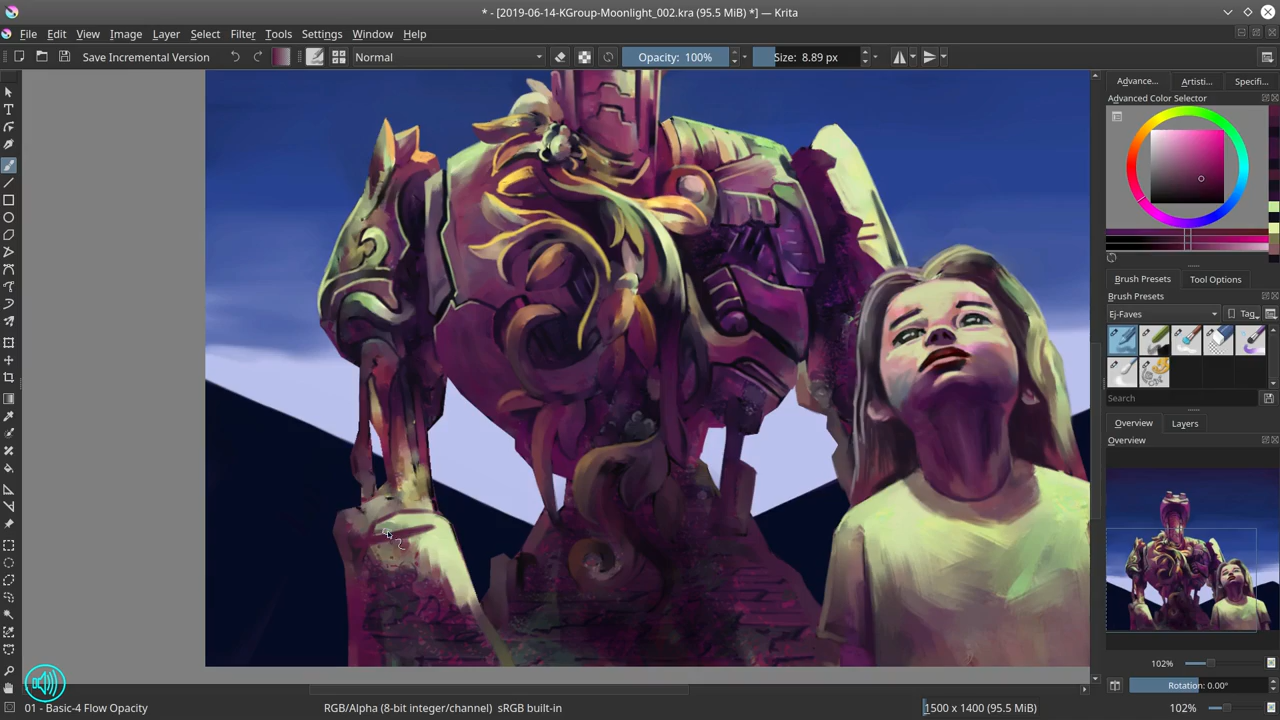 * - [2019-06-14-KGroup-Moonlight_002.kra (95.5 MiB) *] — Krita
File Edit View Image Layer Select Filter Tools Settings Window Help
Save Incremental Version Normal Opacity: 100% Size: 8.89 px
Advance... Artisti... Specifi...
Advanced Color Selector
Brush Presets Tool Options
Brush Presets
Ej-Faves Tag
Search
Overview Layers
Overview
102%
Rotation: 0.00°
01 - Basic-4 Flow Opacity RGB/Alpha (8-bit integer/channel) sRGB built-in 1500 x 1400 (95.5 MiB) 102%